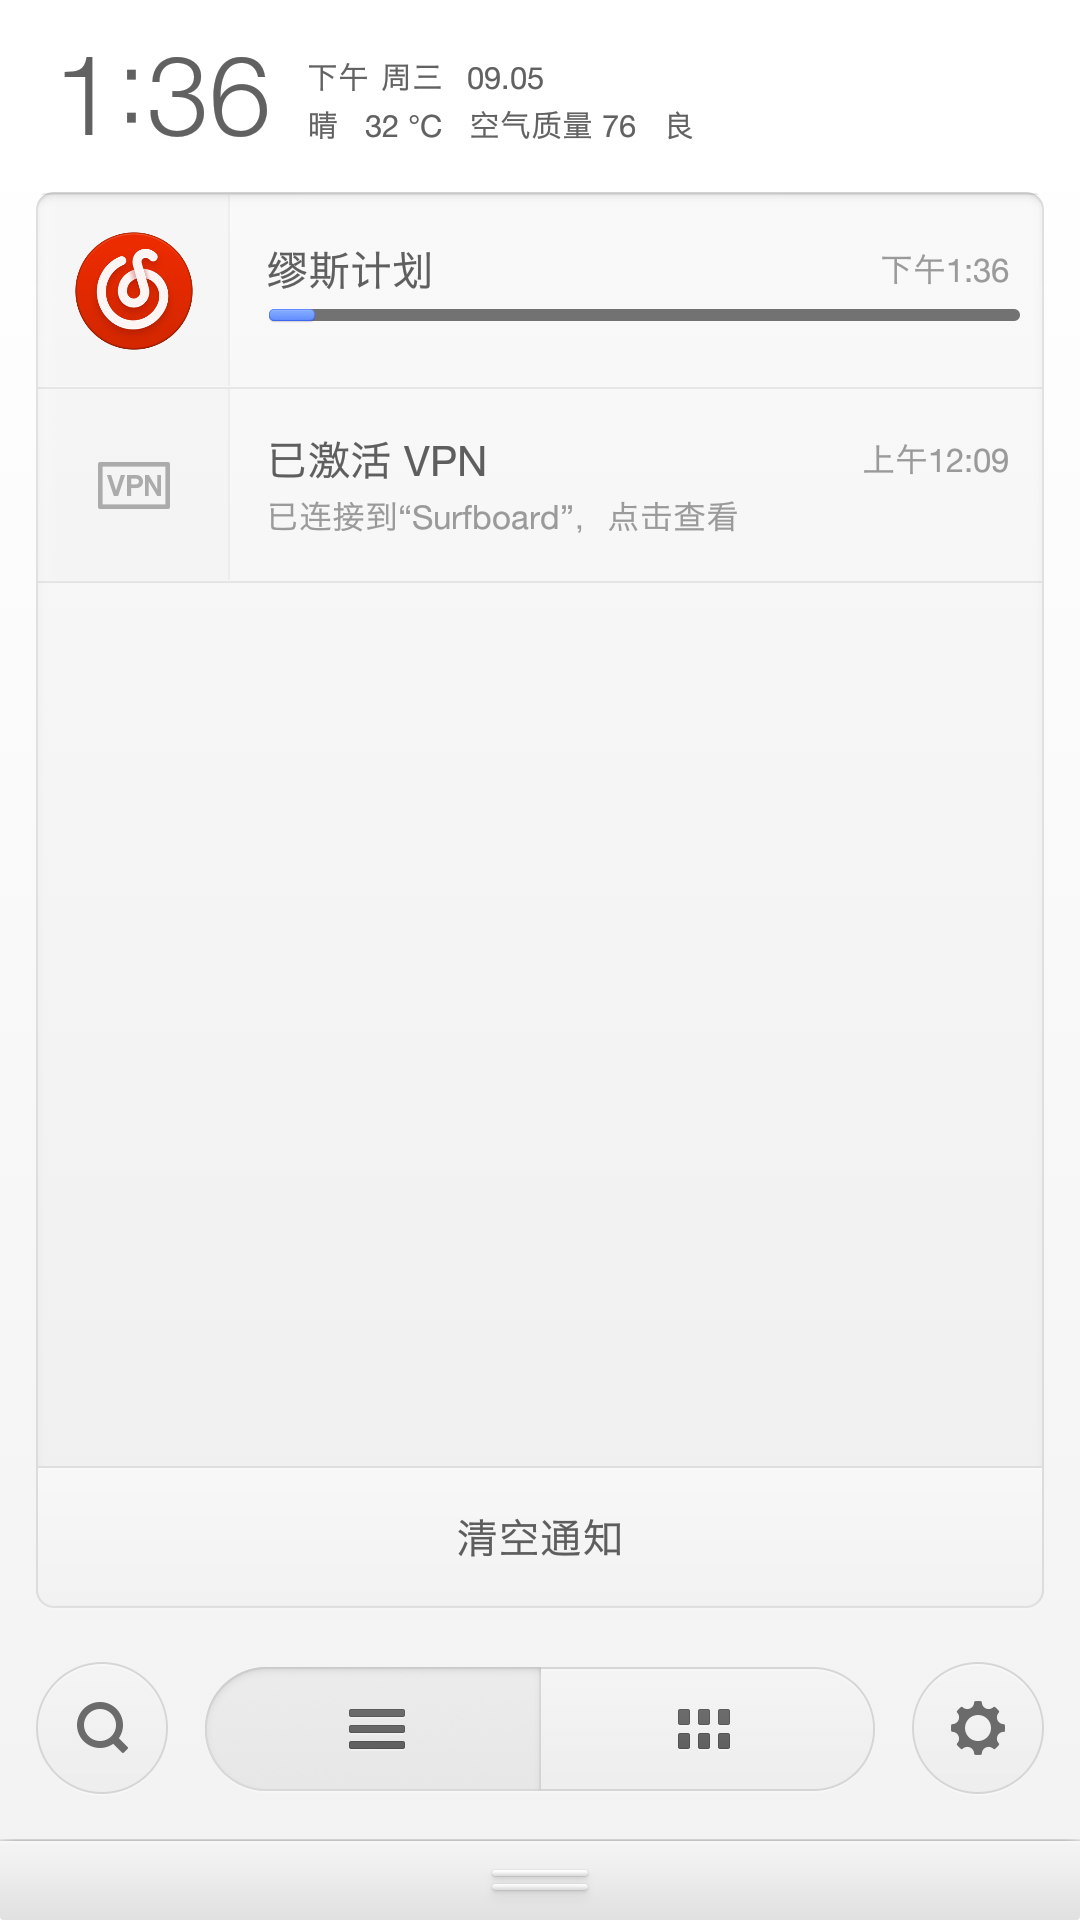 1:36
下午 周三 09.05
晴 32 °C 空气质量 76 良
缪斯计划
下午1:36
VPN
已激活 VPN
上午12:09
已连接到“Surfboard”，点击查看
清空通知